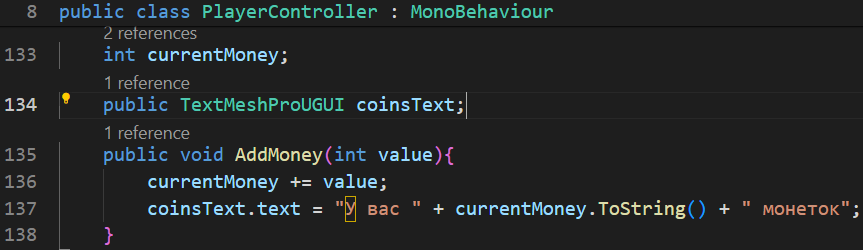 8 public class PlayerController : MonoBehaviour
2 references
133 int currentMoney;
1 reference
134 public TextMeshProUGUI coinsText;
1 reference
135 public void AddMoney(int value){
136 currentMoney += value;
137 coinsText.text = "У вас " + currentMoney.ToString() + " монеток";
138 }